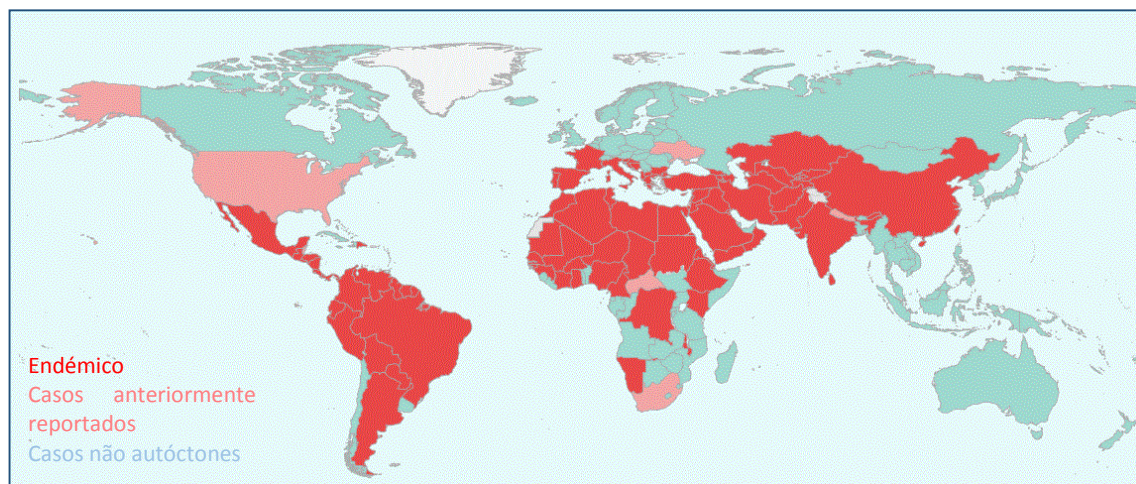 Endémico
Casos anteriormente
reportados
Casos não autóctones